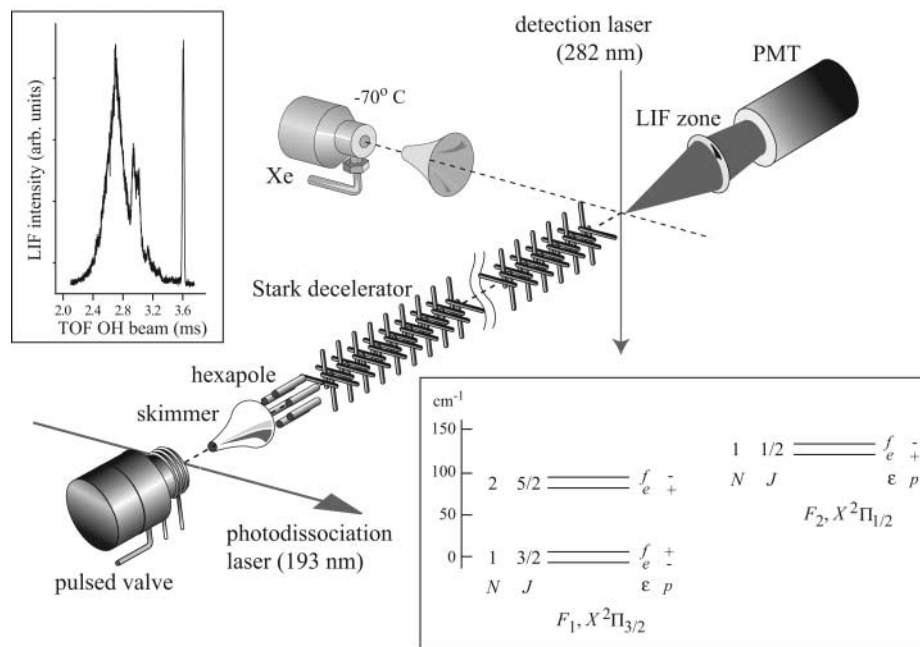 LIF intensity (arb. units)
2.0 2.4 2.8 3.2 3.6
TOF OH beam (ms)
detection laser
(282 nm)
PMT
LIF zone
-70° C
Xe
Stark decelerator
hexapole
skimmer
pulsed valve
photodissociation
laser (193 nm)
cm-1
150
100
50
0
2 5/2 f -
e +
1 3/2 f +
e -
N J ε p
F1, X2Π3/2
1 1/2 f -
e +
N J ε p
F2, X2Π1/2